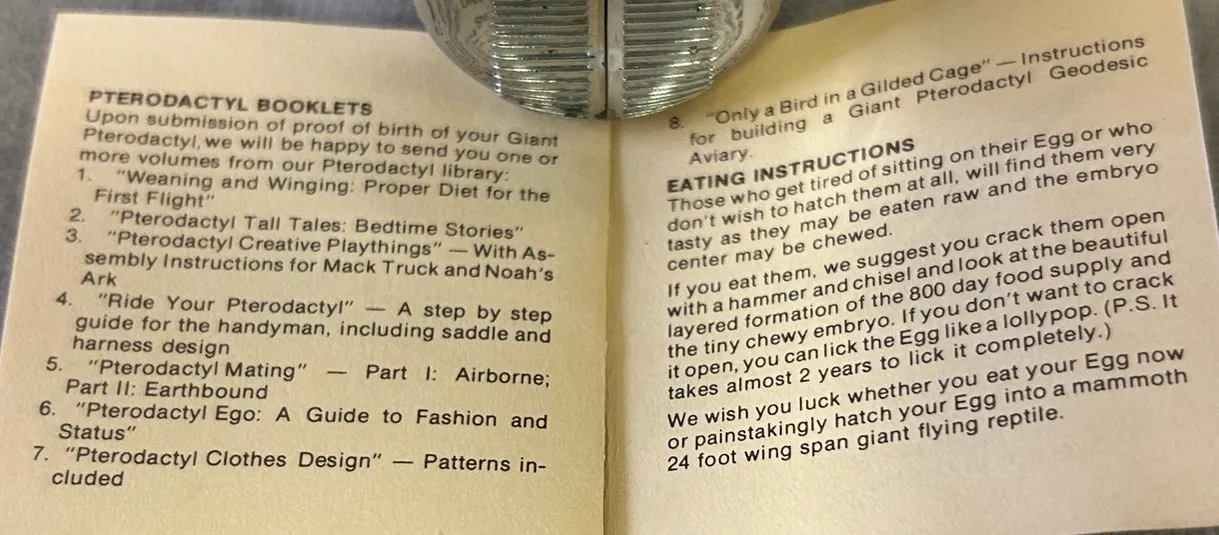 PTERODACTYL BOOKLETS
Upon submission of proof of birth of your Giant
Pterodactyl, we will be happy to send you one or
more volumes from our Pterodactyl library:
1. "Weaning and Winging: Proper Diet for the
First Flight"
2. "Pterodactyl Tall Tales: Bedtime Stories"
3. "Pterodactyl Creative Playthings" — With As-
sembly Instructions for Mack Truck and Noah's
Ark
4. "Ride Your Pterodactyl" — A step by step
guide for the handyman, including saddle and
harness design
5. "Pterodactyl Mating" — Part I: Airborne;
Part II: Earthbound
6. "Pterodactyl Ego: A Guide to Fashion and
Status"
7. "Pterodactyl Clothes Design" — Patterns in-
cluded
8. "Only a Bird in a Gilded Cage" — Instructions
for building a Giant Pterodactyl Geodesic
Aviary.
EATING INSTRUCTIONS
Those who get tired of sitting on their Egg or who
don't wish to hatch them at all, will find them very
tasty as they may be eaten raw and the embryo
center may be chewed.
If you eat them, we suggest you crack them open
with a hammer and chisel and look at the beautiful
layered formation of the 800 day food supply and
the tiny chewy embryo. If you don't want to crack
it open, you can lick the Egg like a lollypop. (P.S. It
takes almost 2 years to lick it completely.)
We wish you luck whether you eat your Egg now
or painstakingly hatch your Egg into a mammoth
24 foot wing span giant flying reptile.